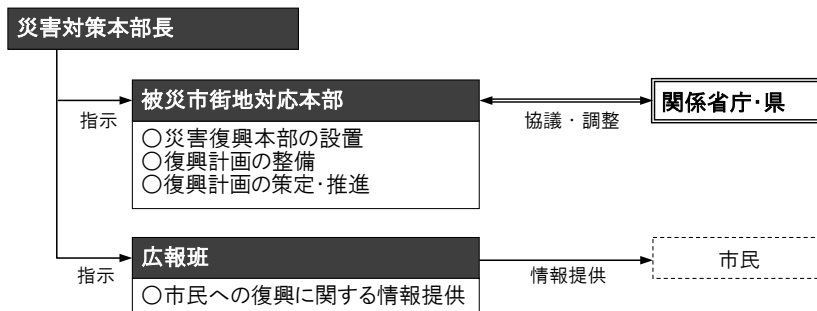 災害対策本部長
被災市街地対応本部
関係省庁・県
指示
協議・調整
○災害復興本部の設置
○復興計画の整備
○復興計画の策定・推進
広報班
市民
指示
情報提供
○市民への復興に関する情報提供